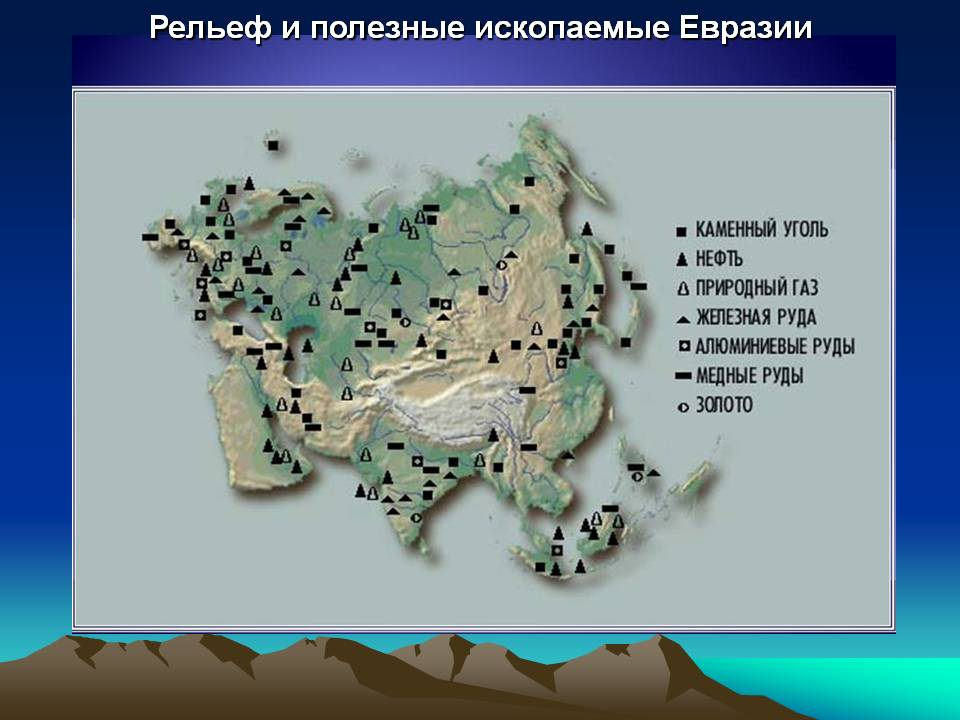 Рельеф и полезные ископаемые Евразии
КАМЕННЫЙ УГОЛЬ
НЕФТЬ
ПРИРОДНЫЙ ГАЗ
ЖЕЛЕЗНАЯ РУДА
АЛЮМИНИЕВЫЕ РУДЫ
МЕДНЫЕ РУДЫ
ЗОЛОТО